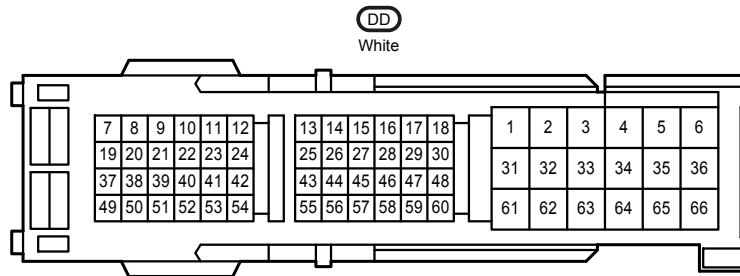 DD
White
7 8 9 10 11 12 13 14 15 16 17 18 1 2 3 4 5 6
19 20 21 22 23 24 25 26 27 28 29 30 31 32 33 34 35 36
37 38 39 40 41 42 43 44 45 46 47 48
49 50 51 52 53 54 55 56 57 58 59 60 61 62 63 64 65 66